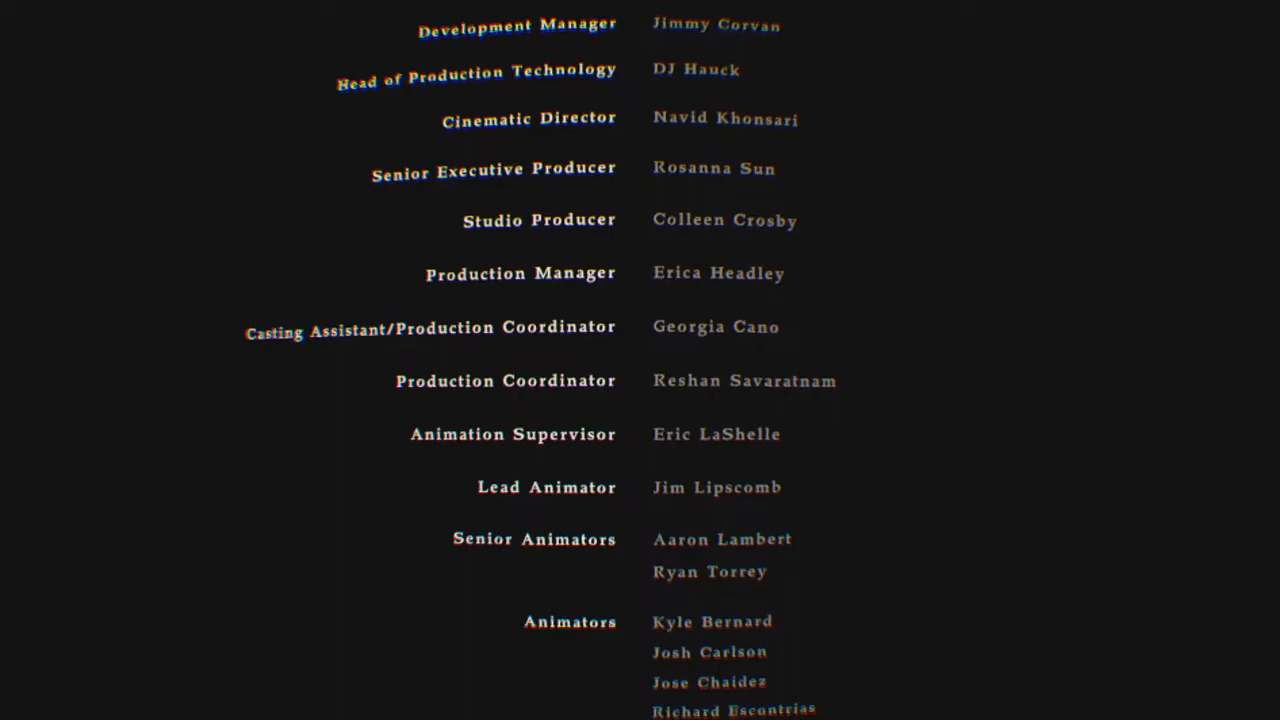 Development Manager Jimmy Corvan
Head of Production Technology DJ Hauck
Cinematic Director Navid Khonsari
Senior Executive Producer Rosanna Sun
Studio Producer Colleen Crosby
Production Manager Erica Headley
Casting Assistant/Production Coordinator Georgia Cano
Production Coordinator Reshan Savaratnam
Animation Supervisor Eric LaShelle
Lead Animator Jim Lipscomb
Senior Animators Aaron Lambert
Ryan Torrey
Animators Kyle Bernard
Josh Carlson
Jose Chaidez
Richard Escontrias